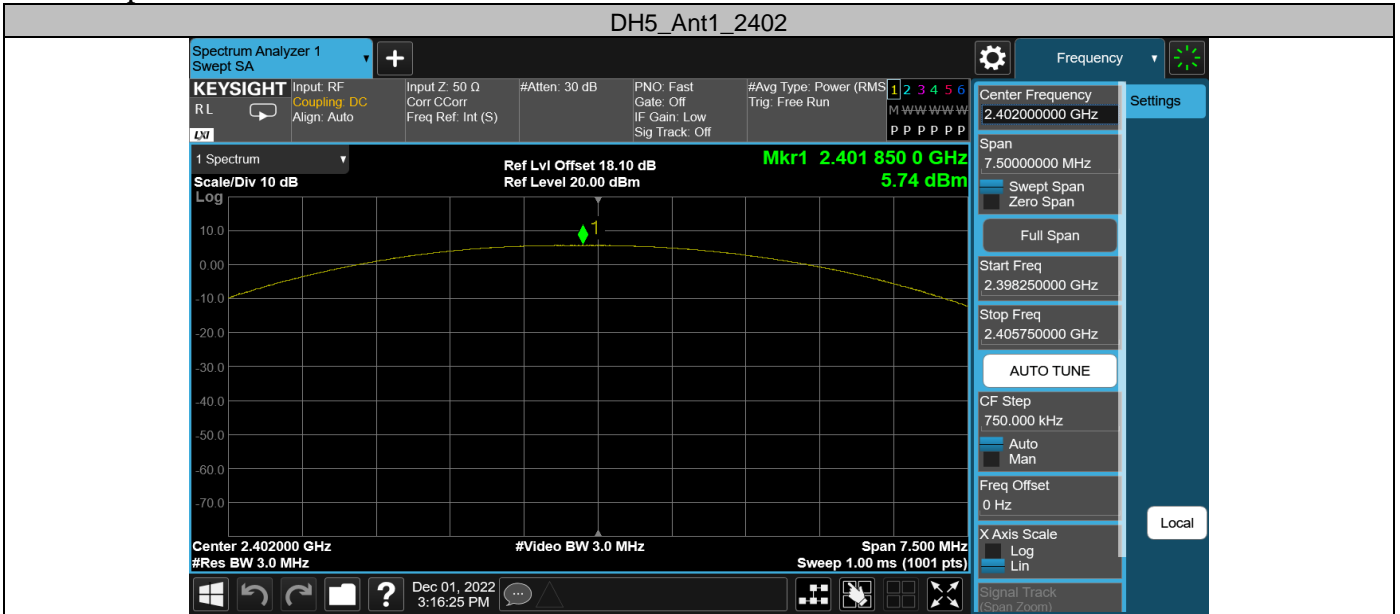 DH5_Ant1_2402
Spectrum Analyzer 1
Swept SA
Frequency
KEYSIGHT
RL
LXI
Input: RF
Coupling: DC
Align: Auto
Input Z: 50 Ω
Corr CCorr
Freq Ref: Int (S)
#Atten: 30 dB
PNO: Fast
Gate: Off
IF Gain: Low
Sig Track: Off
#Avg Type: Power (RMS
Trig: Free Run
1 2 3 4 5 6
M W W W W W
P P P P P P
1 Spectrum
Scale/Div 10 dB
Ref Lvl Offset 18.10 dB
Ref Level 20.00 dBm
Mkr1 2.401 850 0 GHz
5.74 dBm
Log
1
10.0
0.00
-10.0
-20.0
-30.0
-40.0
-50.0
-60.0
-70.0
Center 2.402000 GHz
#Video BW 3.0 MHz
Span 7.500 MHz
#Res BW 3.0 MHz
Sweep 1.00 ms (1001 pts)
Dec 01, 2022
3:16:25 PM
Center Frequency
2.402000000 GHz
Settings
Span
7.50000000 MHz
Swept Span
Zero Span
Full Span
Start Freq
2.398250000 GHz
Stop Freq
2.405750000 GHz
AUTO TUNE
CF Step
750.000 kHz
Auto
Man
Freq Offset
0 Hz
X Axis Scale
Log
Lin
Local
Signal Track
(Span Zoom)